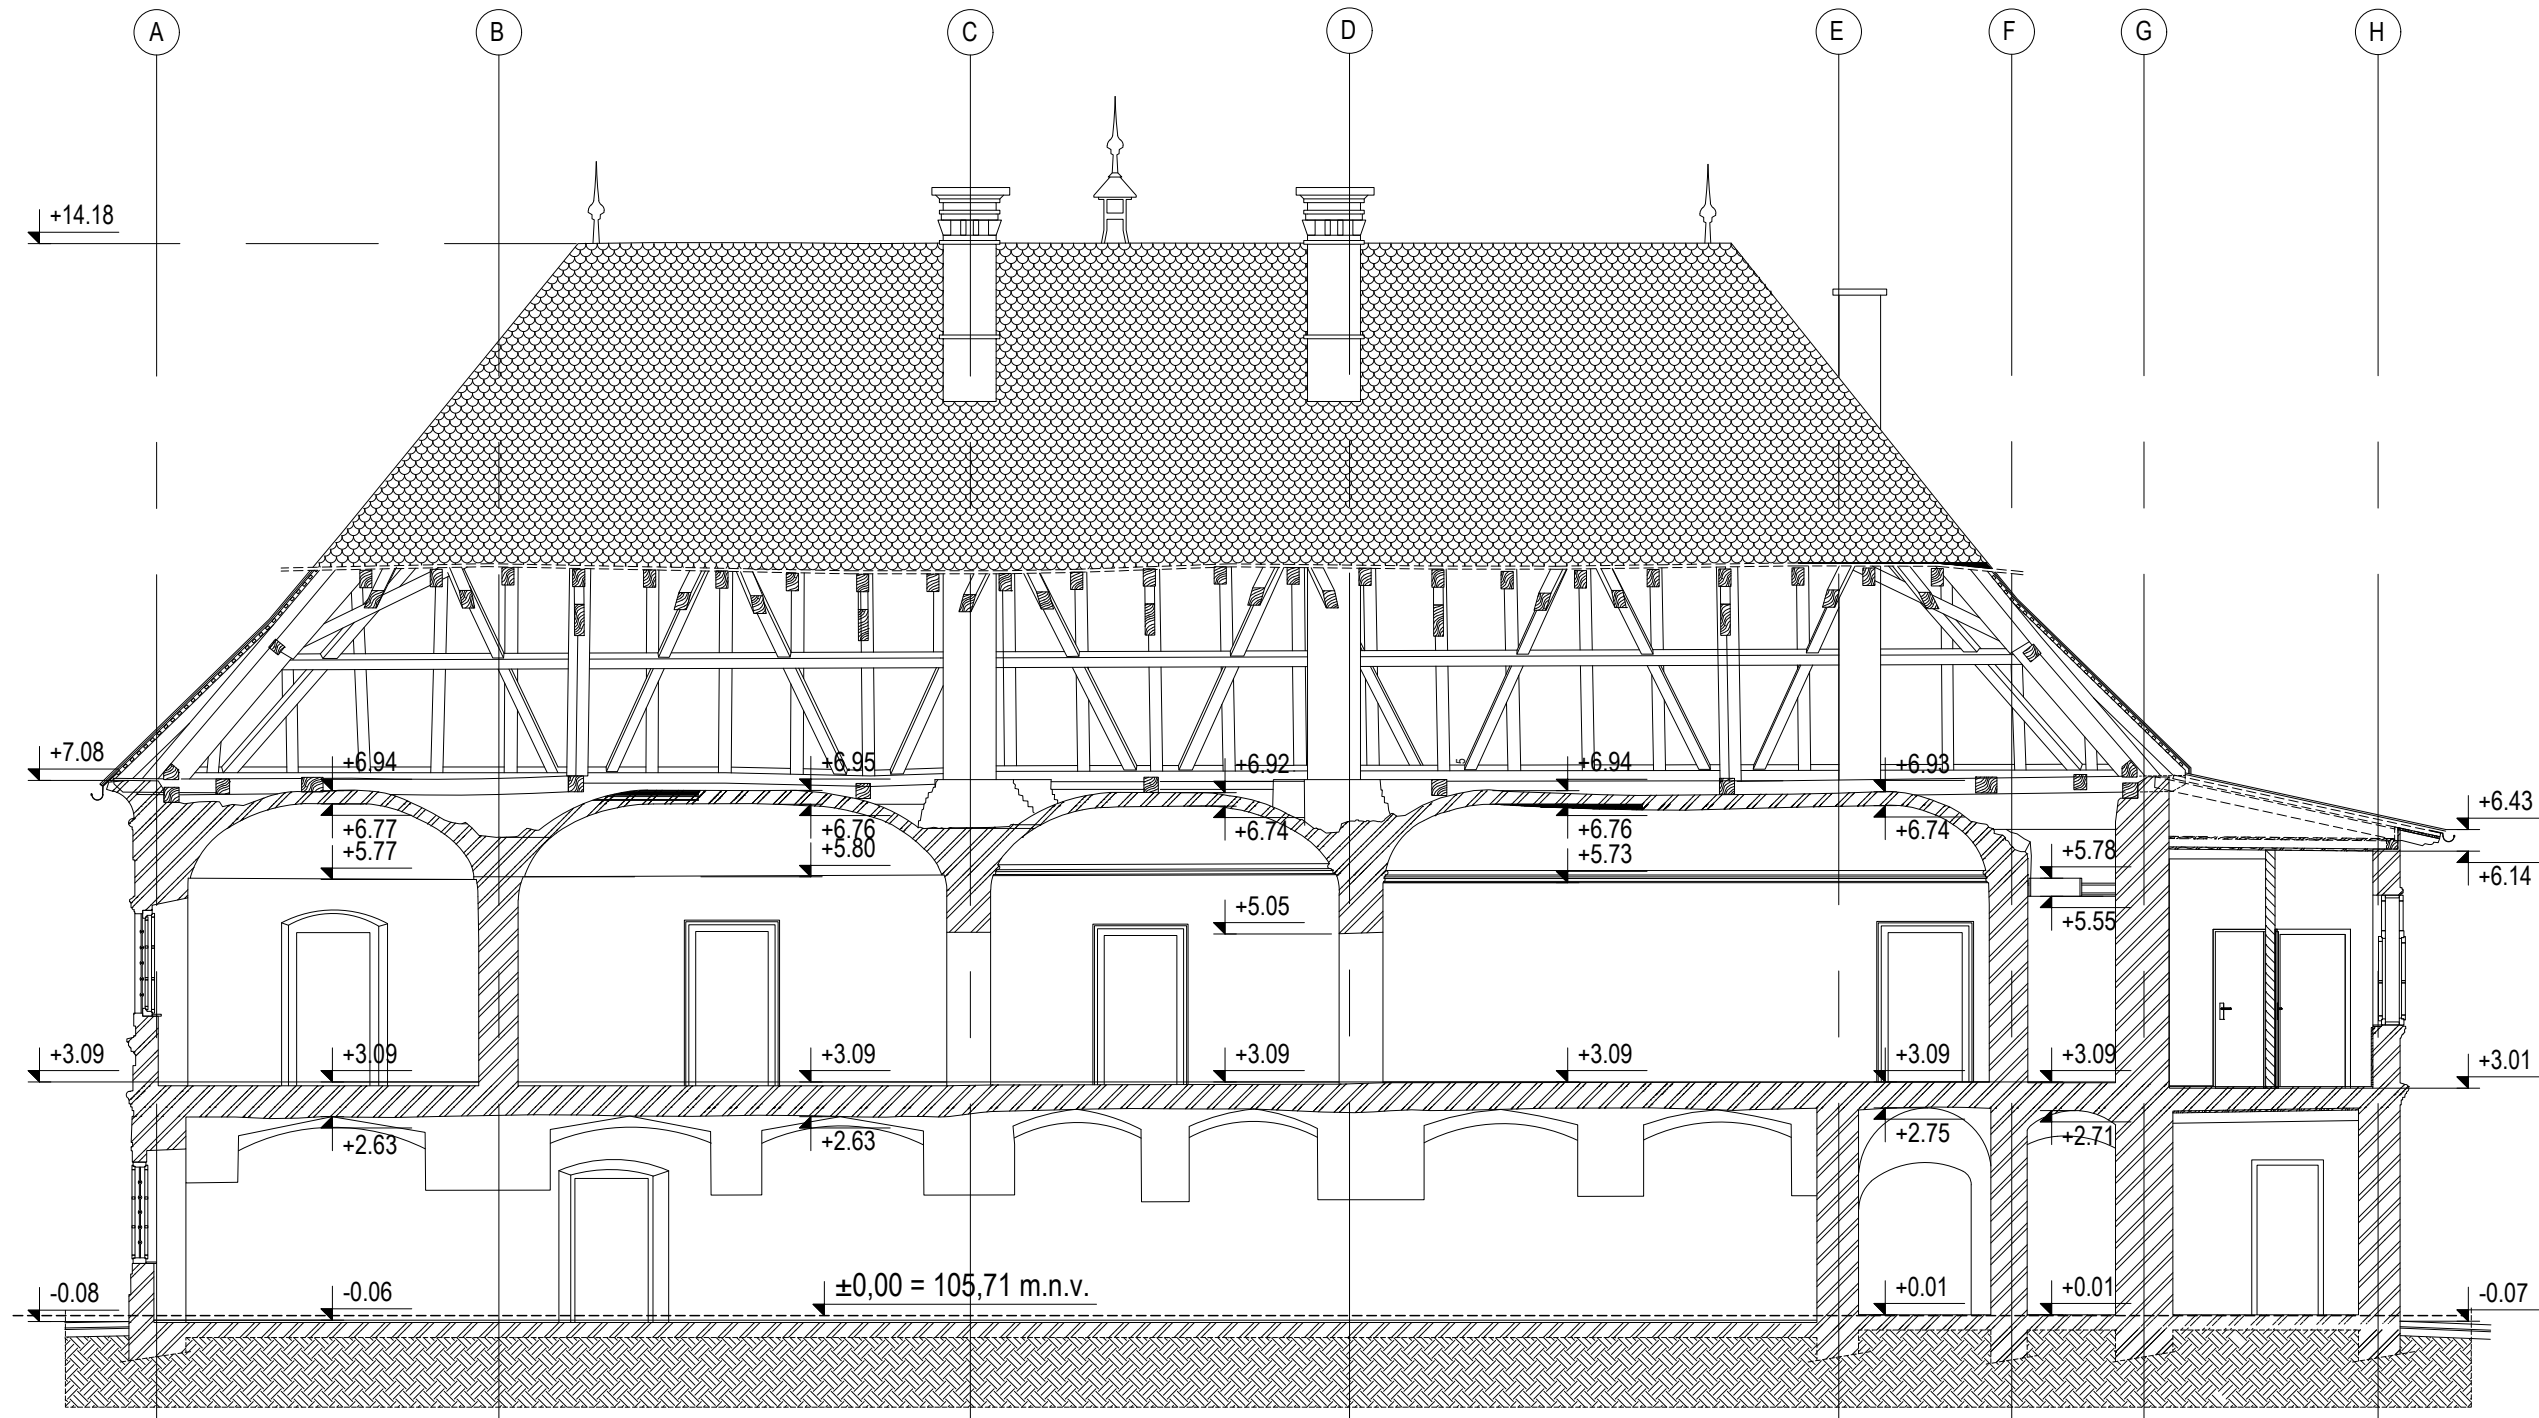 A B C D E F G H
+14.18
+7.08 +6.94 +6.95 +6.92 +6.94 +6.93
5
+6.77 +6.76 +6.74 +6.76 +6.74 +6.43
+5.77 +5.80 +5.73 +5.78 +6.14
+5.05 +5.55
+3.09 +3.09 +3.09 +3.09 +3.09 +3.09 +3.09 +3.01
+2.63 +2.63 +2.75 +2.71
-0.08 -0.06 ±0,00 = 105,71 m.n.v. +0.01 +0.01 -0.07